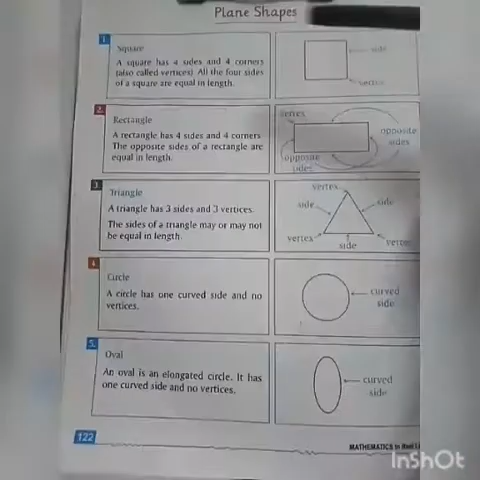 Plane Shapes
1.
Square
A square has 4 sides and 4 corners
(also called vertices). All the four sides
of a square are equal in length.
side
vertex
2.
Rectangle
A rectangle has 4 sides and 4 corners.
The opposite sides of a rectangle are
equal in length.
vertex
opposite
sides
opposite
sides
3.
Triangle
A triangle has 3 sides and 3 vertices.
The sides of a triangle may or may not
be equal in length.
vertex
side
side
vertex
side
vertex
4.
Circle
A circle has one curved side and no
vertices.
curved
side
5.
Oval
An oval is an elongated circle. It has
one curved side and no vertices.
curved
side
122
MATHEMATICS in Real Li
InShOt